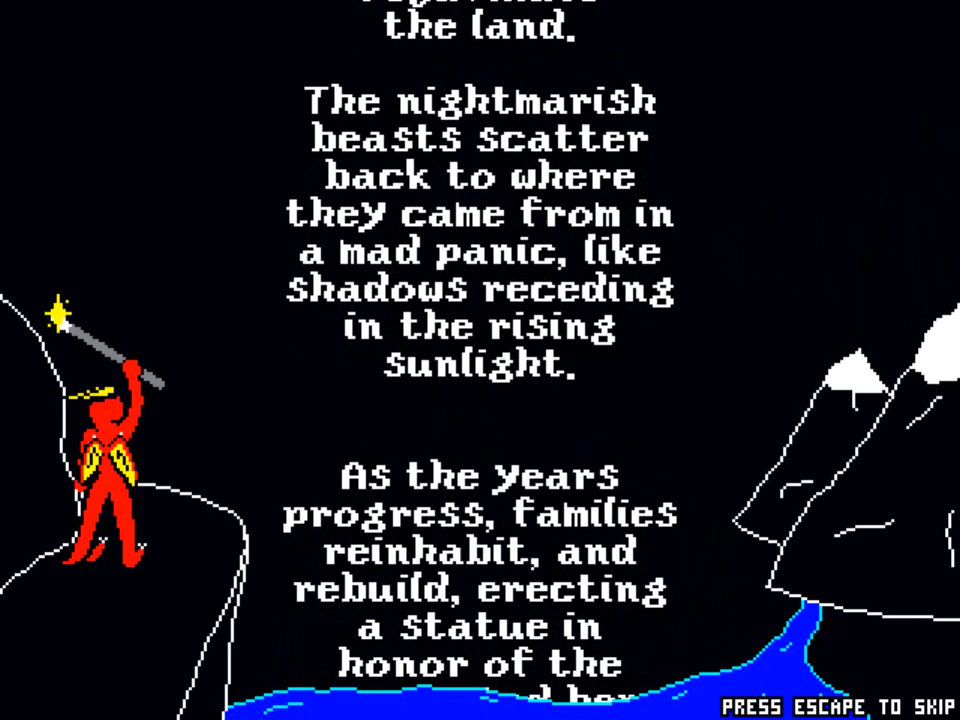 the land.
The nightmarish
beasts scatter
back to where
they came from in
a mad panic, like
shadows receding
in the rising
sunlight.
As the years
progress, families
reinhabit, and
rebuild, erecting
a statue in
honor of the
PRESS ESCAPE TO SKIP